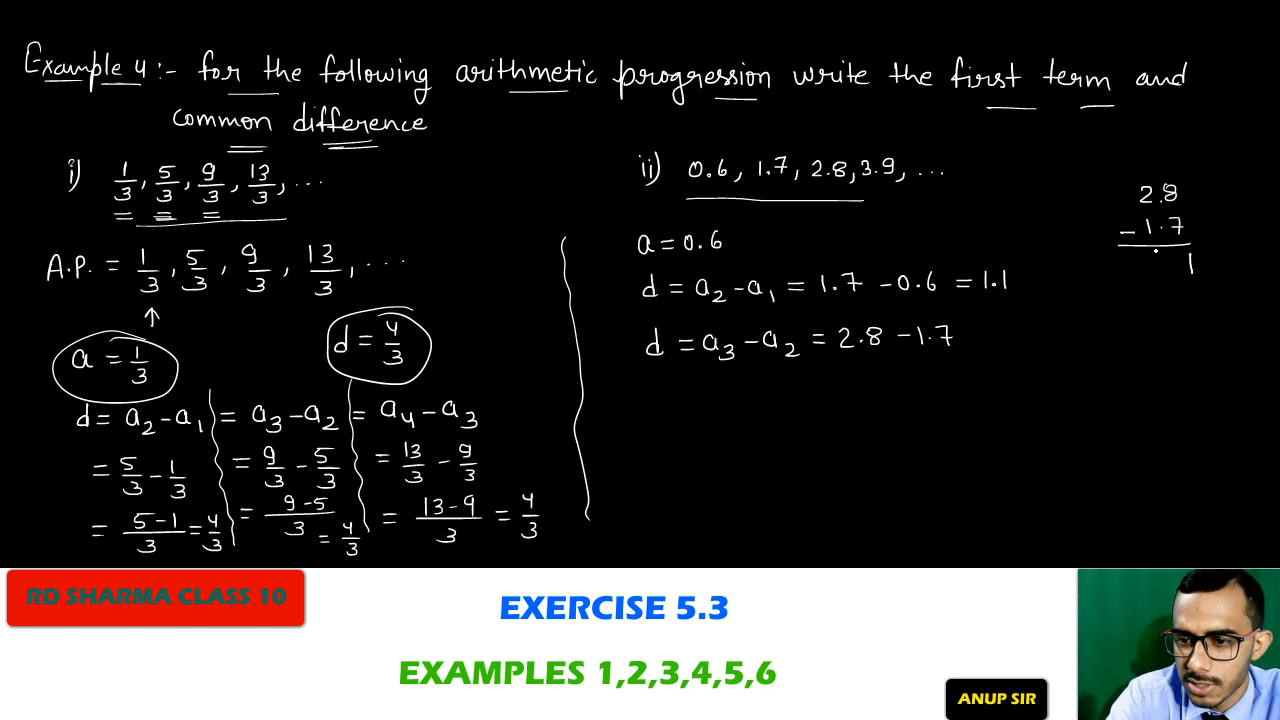 Example 4 :- for the following arithmetic progression write the first term and
common difference
i) 1/3, 5/3, 9/3, 13/3, ...
A.P. = 1/3, 5/3, 9/3, 13/3, ...
↑
a = 1/3
d = 4/3
d = a₂ - a₁ = a₃ - a₂ = a₄ - a₃
= 5/3 - 1/3 = 9/3 - 5/3 = 13/3 - 9/3
= (5-1)/3 = 4/3 = (9-5)/3 = 4/3 = (13-9)/3 = 4/3
ii) 0.6, 1.7, 2.8, 3.9, ...
a = 0.6
d = a₂ - a₁ = 1.7 - 0.6 = 1.1
d = a₃ - a₂ = 2.8 - 1.7
2.8
- 1.7
. 1
RD SHARMA CLASS 10
EXERCISE 5.3
EXAMPLES 1,2,3,4,5,6
ANUP SIR